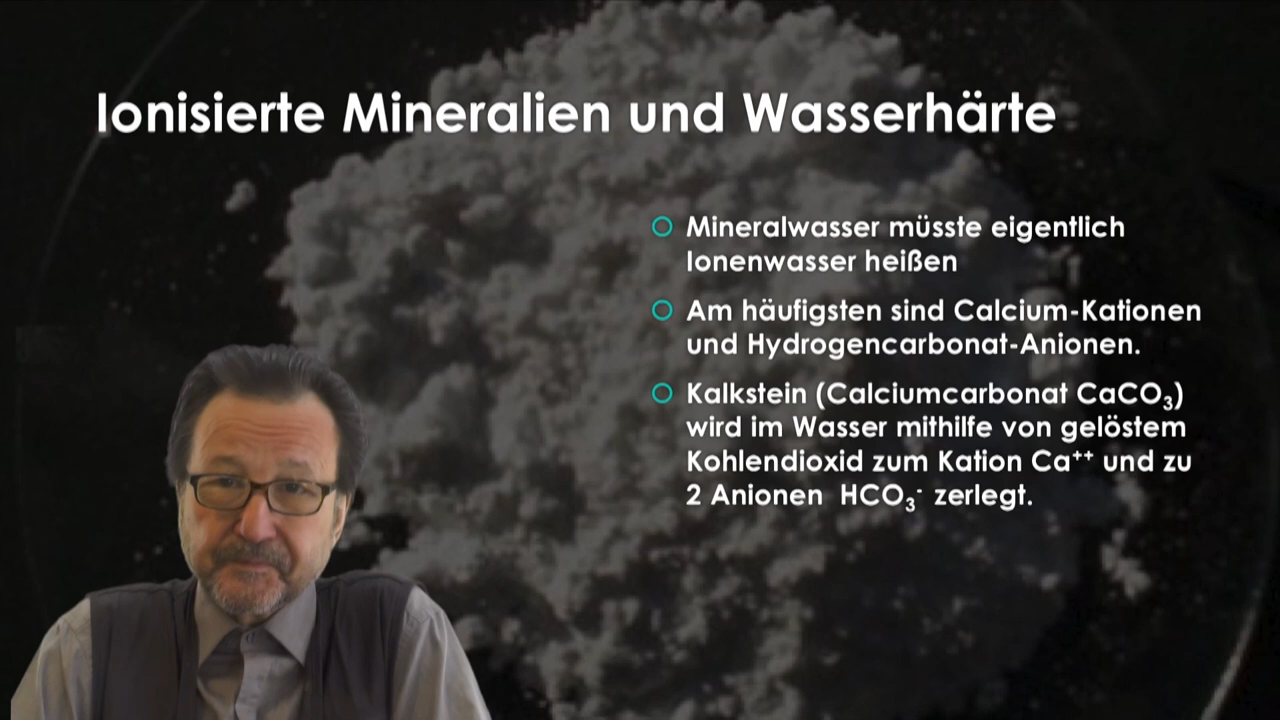 Ionisierte Mineralien und Wasserhärte
Mineralwasser müsste eigentlich
Ionenwasser heißen
Am häufigsten sind Calcium-Kationen
und Hydrogencarbonat-Anionen.
Kalkstein (Calciumcarbonat CaCO₃)
wird im Wasser mithilfe von gelöstem
Kohlendioxid zum Kation Ca⁺⁺ und zu
2 Anionen HCO₃⁻ zerlegt.